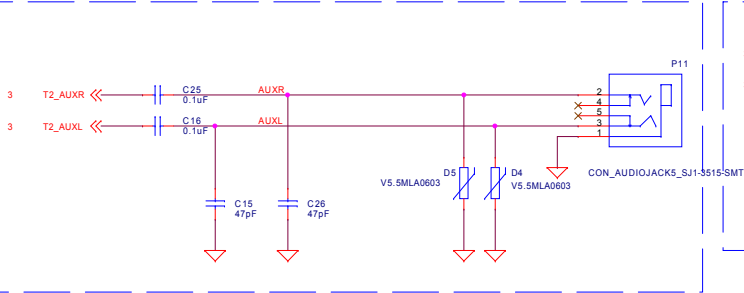 P11
3 T2_AUXR C25 AUXR 2
0.1uF
4
5
3 T2_AUXL C16 AUXL 3
0.1uF
1
D5 D4 CON_AUDIOJACK5_SJ1-3515-SMT
V5.5MLA0603 V5.5MLA0603
C15 C26
47pF 47pF